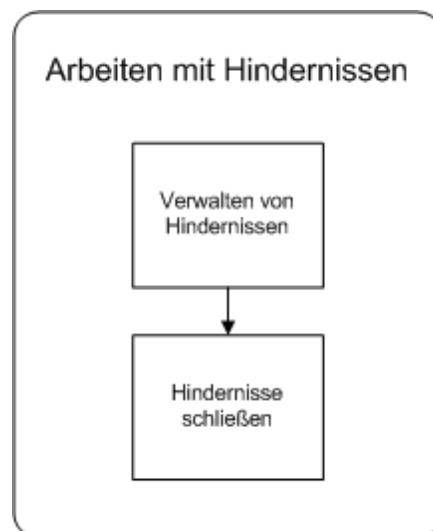 Arbeiten mit Hindernissen
Verwalten von
Hindernissen
Hindernisse
schließen